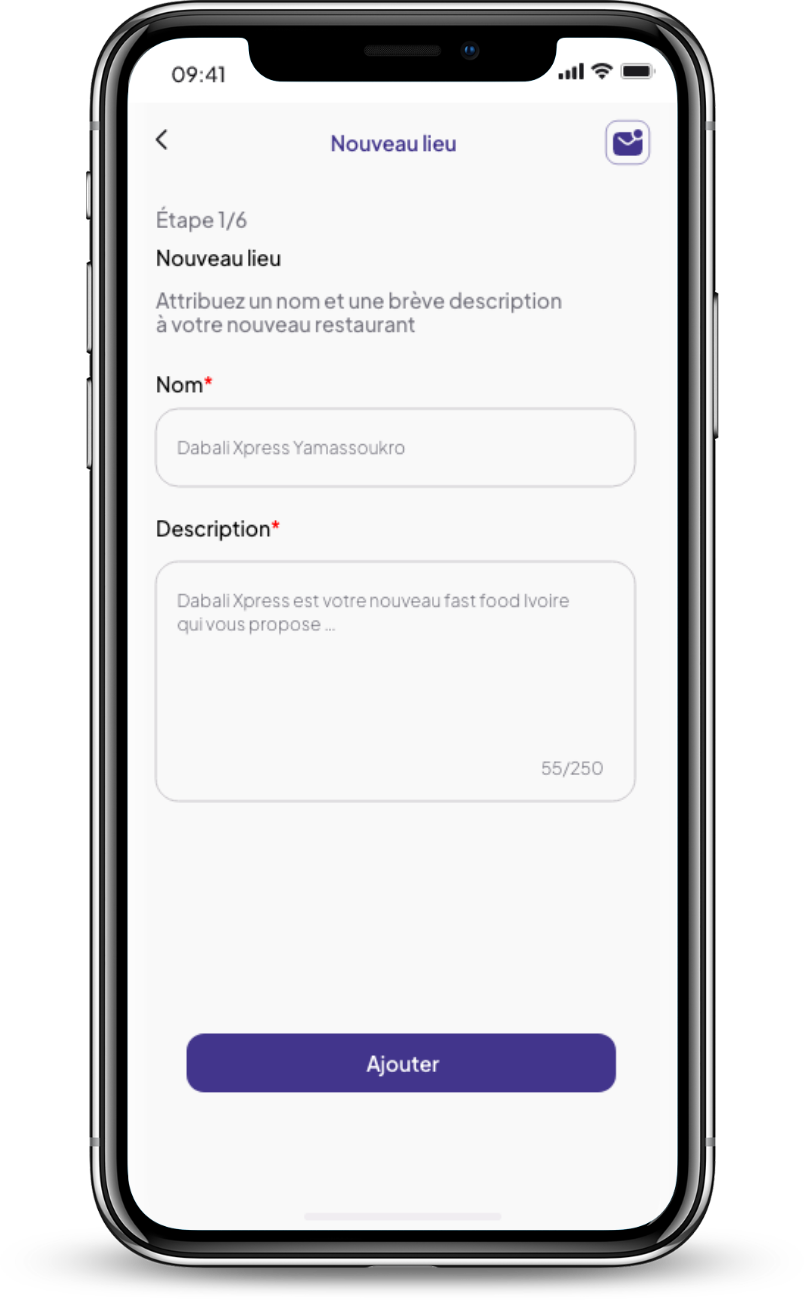 09:41
Nouveau lieu
Étape 1/6
Nouveau lieu
Attribuez un nom et une brève description
à votre nouveau restaurant
Nom*
Dabali Xpress Yamassoukro
Description*
Dabali Xpress est votre nouveau fast food Ivoire
qui vous propose ...
55/250
Ajouter